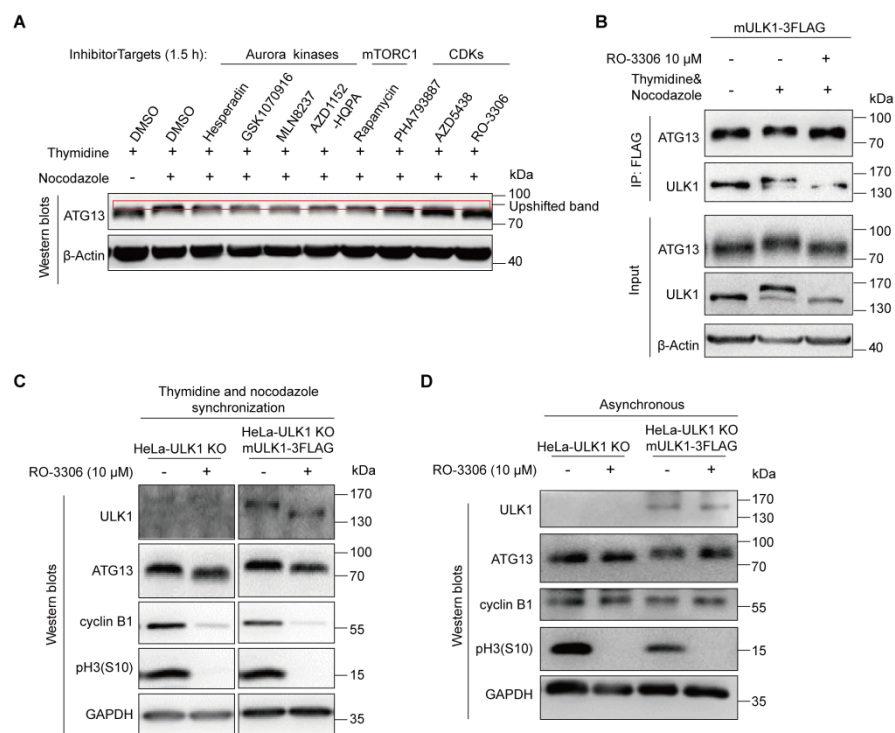 A
InhibitorTargets (1.5 h): Aurora kinases mTORC1 CDKs
DMSO DMSO Hesperadin GSK1070916 MLN8237 AZD1152 -HQPA Rapamycin PHA793887 AZD5438 RO-3306
Thymidine + + + + + + + + + +
Nocodazole - + + + + + + + + + kDa
Western blots
ATG13
100
Upshifted band
70
β-Actin
40
B
mULK1-3FLAG
RO-3306 10 µM - - +
Thymidine& Nocodazole - + + kDa
IP: FLAG
ATG13 100
70
ULK1 170
130
Input
ATG13 100
70
ULK1 170
130
β-Actin 40
C
Thymidine and nocodazole
synchronization
HeLa-ULK1 KO HeLa-ULK1 KO
mULK1-3FLAG
RO-3306 (10 µM) - + - + kDa
Western blots
ULK1 170
130
ATG13 100
70
cyclin B1 55
pH3(S10) 15
GAPDH 35
D
Asynchronous
HeLa-ULK1 KO HeLa-ULK1 KO
mULK1-3FLAG
RO-3306 (10 µM) - + - + kDa
Western blots
ULK1 170
130
ATG13 100
70
cyclin B1 55
pH3(S10) 15
GAPDH 35